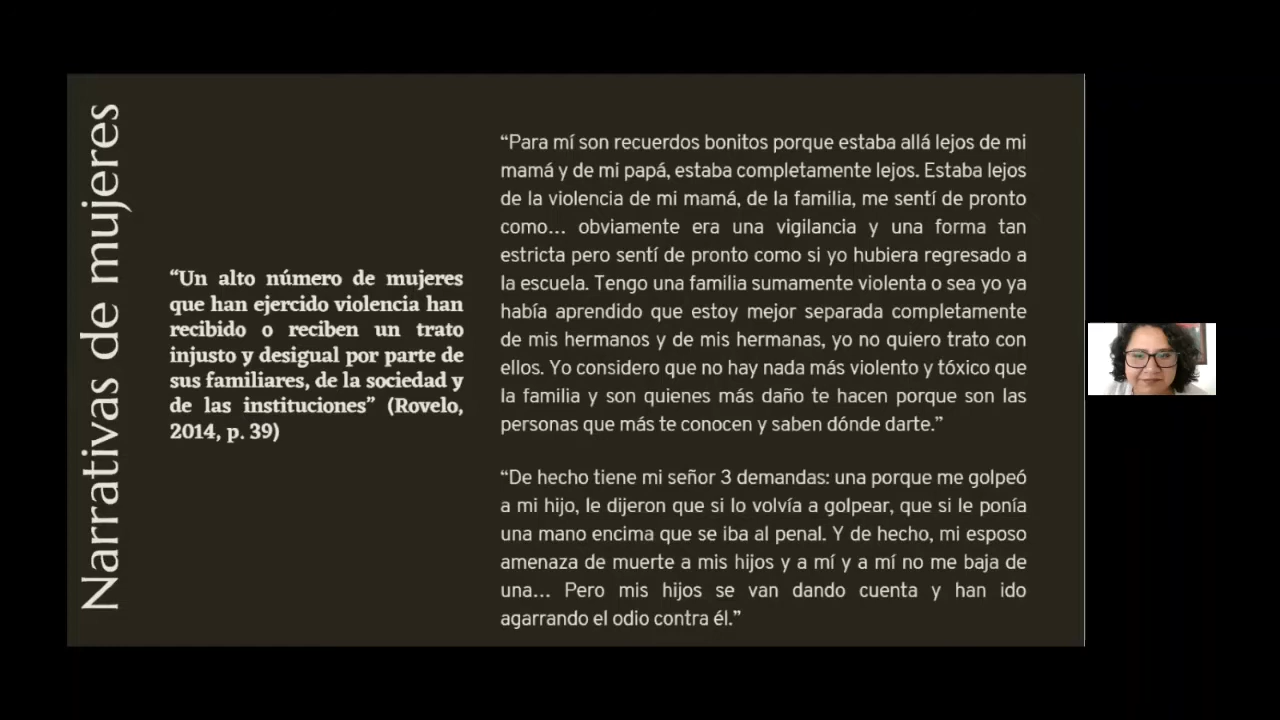 Narrativas de mujeres
“Un alto número de mujeres
que han ejercido violencia han
recibido o reciben un trato
injusto y desigual por parte de
sus familiares, de la sociedad y
de las instituciones” (Rovelo,
2014, p. 39)
“Para mí son recuerdos bonitos porque estaba allá lejos de mi
mamá y de mi papá, estaba completamente lejos. Estaba lejos
de la violencia de mi mamá, de la familia, me sentí de pronto
como... obviamente era una vigilancia y una forma tan
estricta pero sentí de pronto como si yo hubiera regresado a
la escuela. Tengo una familia sumamente violenta o sea yo ya
había aprendido que estoy mejor separada completamente
de mis hermanos y de mis hermanas, yo no quiero trato con
ellos. Yo considero que no hay nada más violento y tóxico que
la familia y son quienes más daño te hacen porque son las
personas que más te conocen y saben dónde darte.”
“De hecho tiene mi señor 3 demandas: una porque me golpeó
a mi hijo, le dijeron que si lo volvía a golpear, que si le ponía
una mano encima que se iba al penal. Y de hecho, mi esposo
amenaza de muerte a mis hijos y a mí y a mí no me baja de
una... Pero mis hijos se van dando cuenta y han ido
agarrando el odio contra él.”